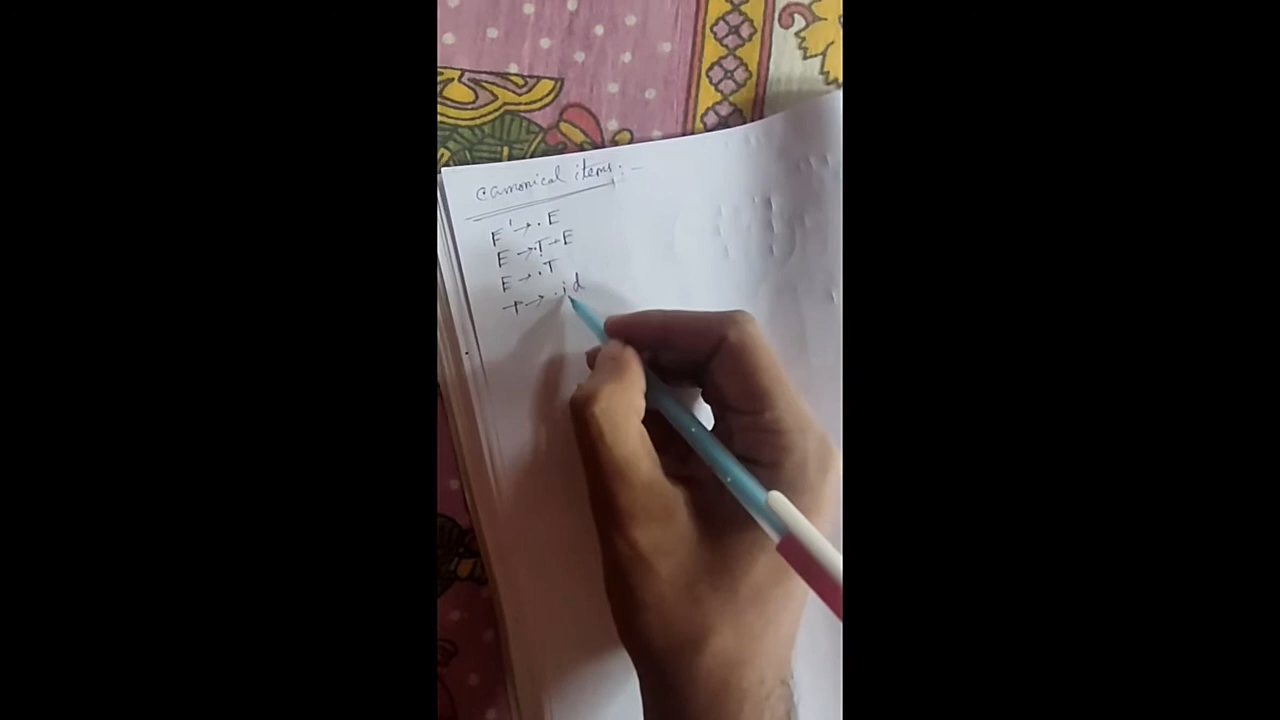 Canonical items:-
E' → .E
E → .T+E
E → .T
T → .id